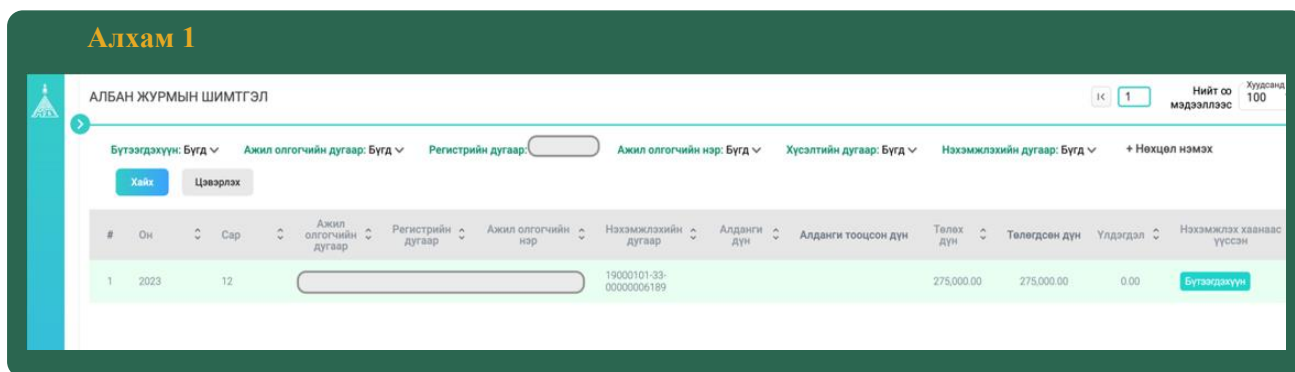 Алхам 1
АЛБАН ЖУРМЫН ШИМТГЭЛ
1
Нийт ꝏ мэдээллээс
Хуудсанд
100
Бүтээгдэхүүн: Бүгд
Ажил олгогчийн дугаар: Бүгд
Регистрийн дугаар:
Ажил олгогчийн нэр: Бүгд
Хүсэлтийн дугаар: Бүгд
Нэхэмжлэхийн дугаар: Бүгд
+ Нөхцөл нэмэх
Хайх
Цэвэрлэх
#
Он
Сар
Ажил
олгогчийн
дугаар
Регистрийн
дугаар
Ажил олгогчийн
нэр
Нэхэмжлэхийн
дугаар
Алданги
дүн
Алданги тооцсон дүн
Төлөх
дүн
Төлөгдсөн дүн
Үлдэгдэл
Нэхэмжлэх хаанаас
үүссэн
1
2023
12
19000101-33-
00000006189
275,000.00
275,000.00
0.00
Бүтээгдэхүүн